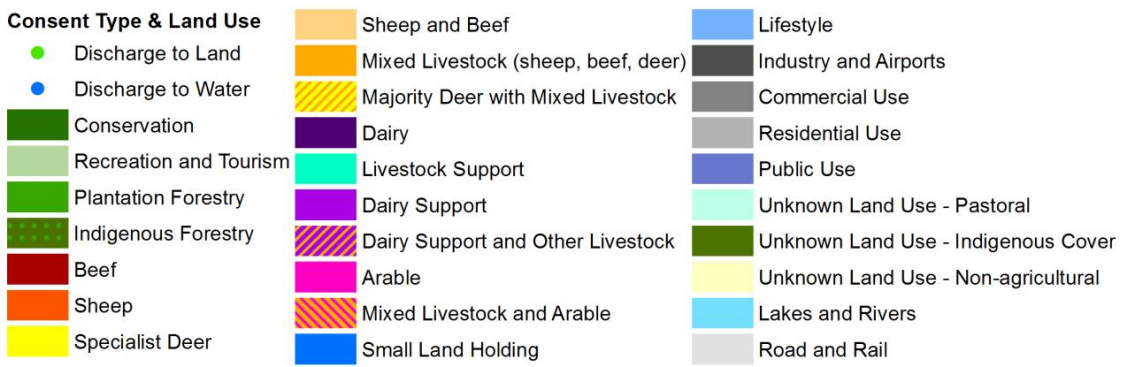 Consent Type & Land Use
Discharge to Land
Discharge to Water
Conservation
Recreation and Tourism
Plantation Forestry
Indigenous Forestry
Beef
Sheep
Specialist Deer
Sheep and Beef
Mixed Livestock (sheep, beef, deer)
Majority Deer with Mixed Livestock
Dairy
Livestock Support
Dairy Support
Dairy Support and Other Livestock
Arable
Mixed Livestock and Arable
Small Land Holding
Lifestyle
Industry and Airports
Commercial Use
Residential Use
Public Use
Unknown Land Use - Pastoral
Unknown Land Use - Indigenous Cover
Unknown Land Use - Non-agricultural
Lakes and Rivers
Road and Rail